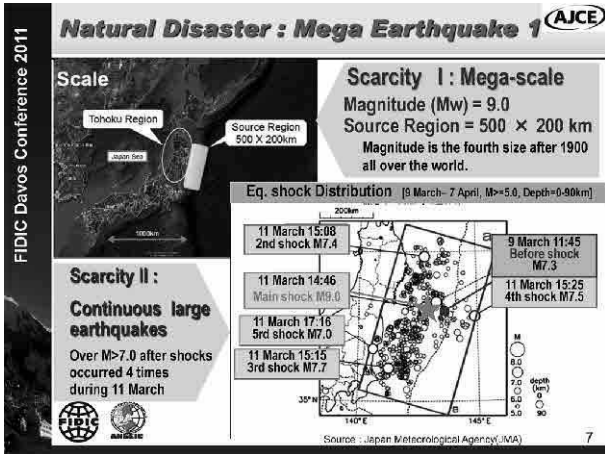 Natural Disaster : Mega Earthquake 1
AJCE
FIDIC Davos Conference 2011
Scale
Tohoku Region
Japan Sea
Source Region
500 X 200km
1000km
Scarcity I : Mega-scale
Magnitude (Mw) = 9.0
Source Region = 500 × 200 km
Magnitude is the fourth size after 1900
all over the world.
Eq. shock Distribution [9 March– 7 April, M>=5.0, Depth=0-90km]
200km
11 March 15:08
2nd shock M7.4
11 March 14:46
Main shock M9.0
11 March 17:16
5rd shock M7.0
11 March 15:15
3rd shock M7.7
9 March 11:45
Before shock
M7.3
11 March 15:25
4th shock M7.5
M
8.0
7.0
6.0
5.0
depth(km)
0
90
35°N
140°E
145°E
Scarcity II :
Continuous large
earthquakes
Over M>7.0 after shocks
occurred 4 times
during 11 March
FIDIC
Source : Japan Meteorological Agency(JMA)
7